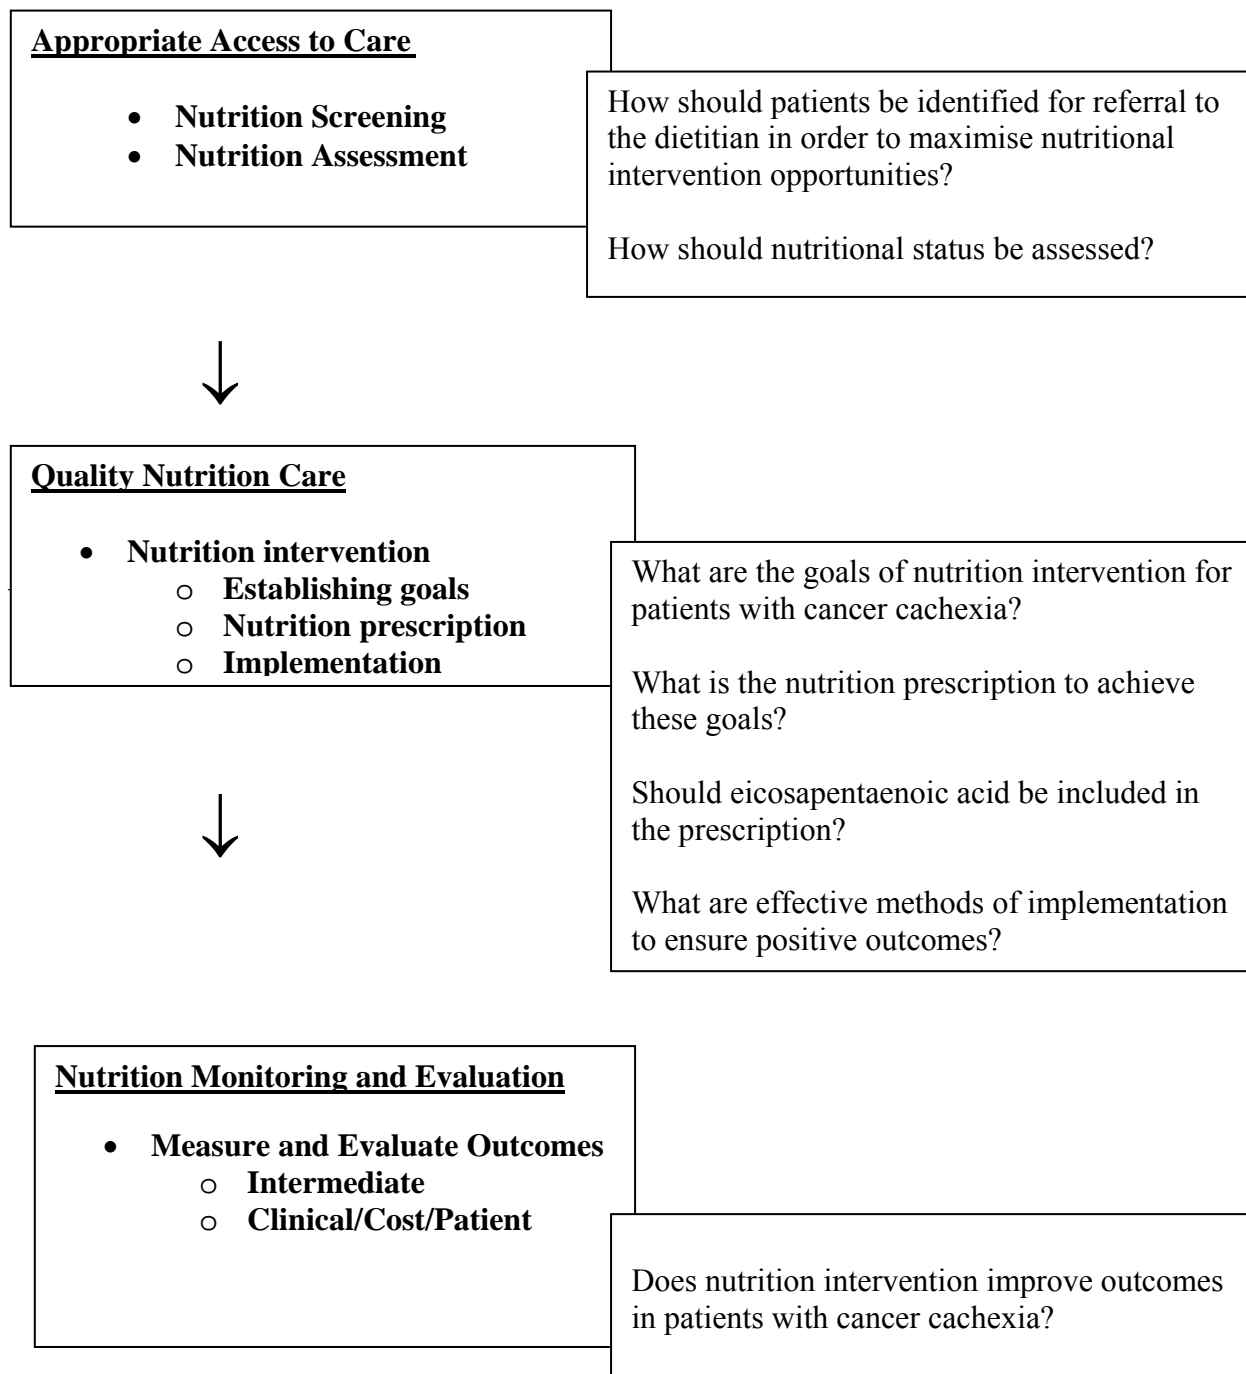 Appropriate Access to Care
• Nutrition Screening
• Nutrition Assessment
How should patients be identified for referral to
the dietitian in order to maximise nutritional
intervention opportunities?
How should nutritional status be assessed?
↓
Quality Nutrition Care
• Nutrition intervention
o Establishing goals
o Nutrition prescription
o Implementation
What are the goals of nutrition intervention for
patients with cancer cachexia?
What is the nutrition prescription to achieve
these goals?
Should eicosapentaenoic acid be included in
the prescription?
What are effective methods of implementation
to ensure positive outcomes?
↓
Nutrition Monitoring and Evaluation
• Measure and Evaluate Outcomes
o Intermediate
o Clinical/Cost/Patient
Does nutrition intervention improve outcomes
in patients with cancer cachexia?